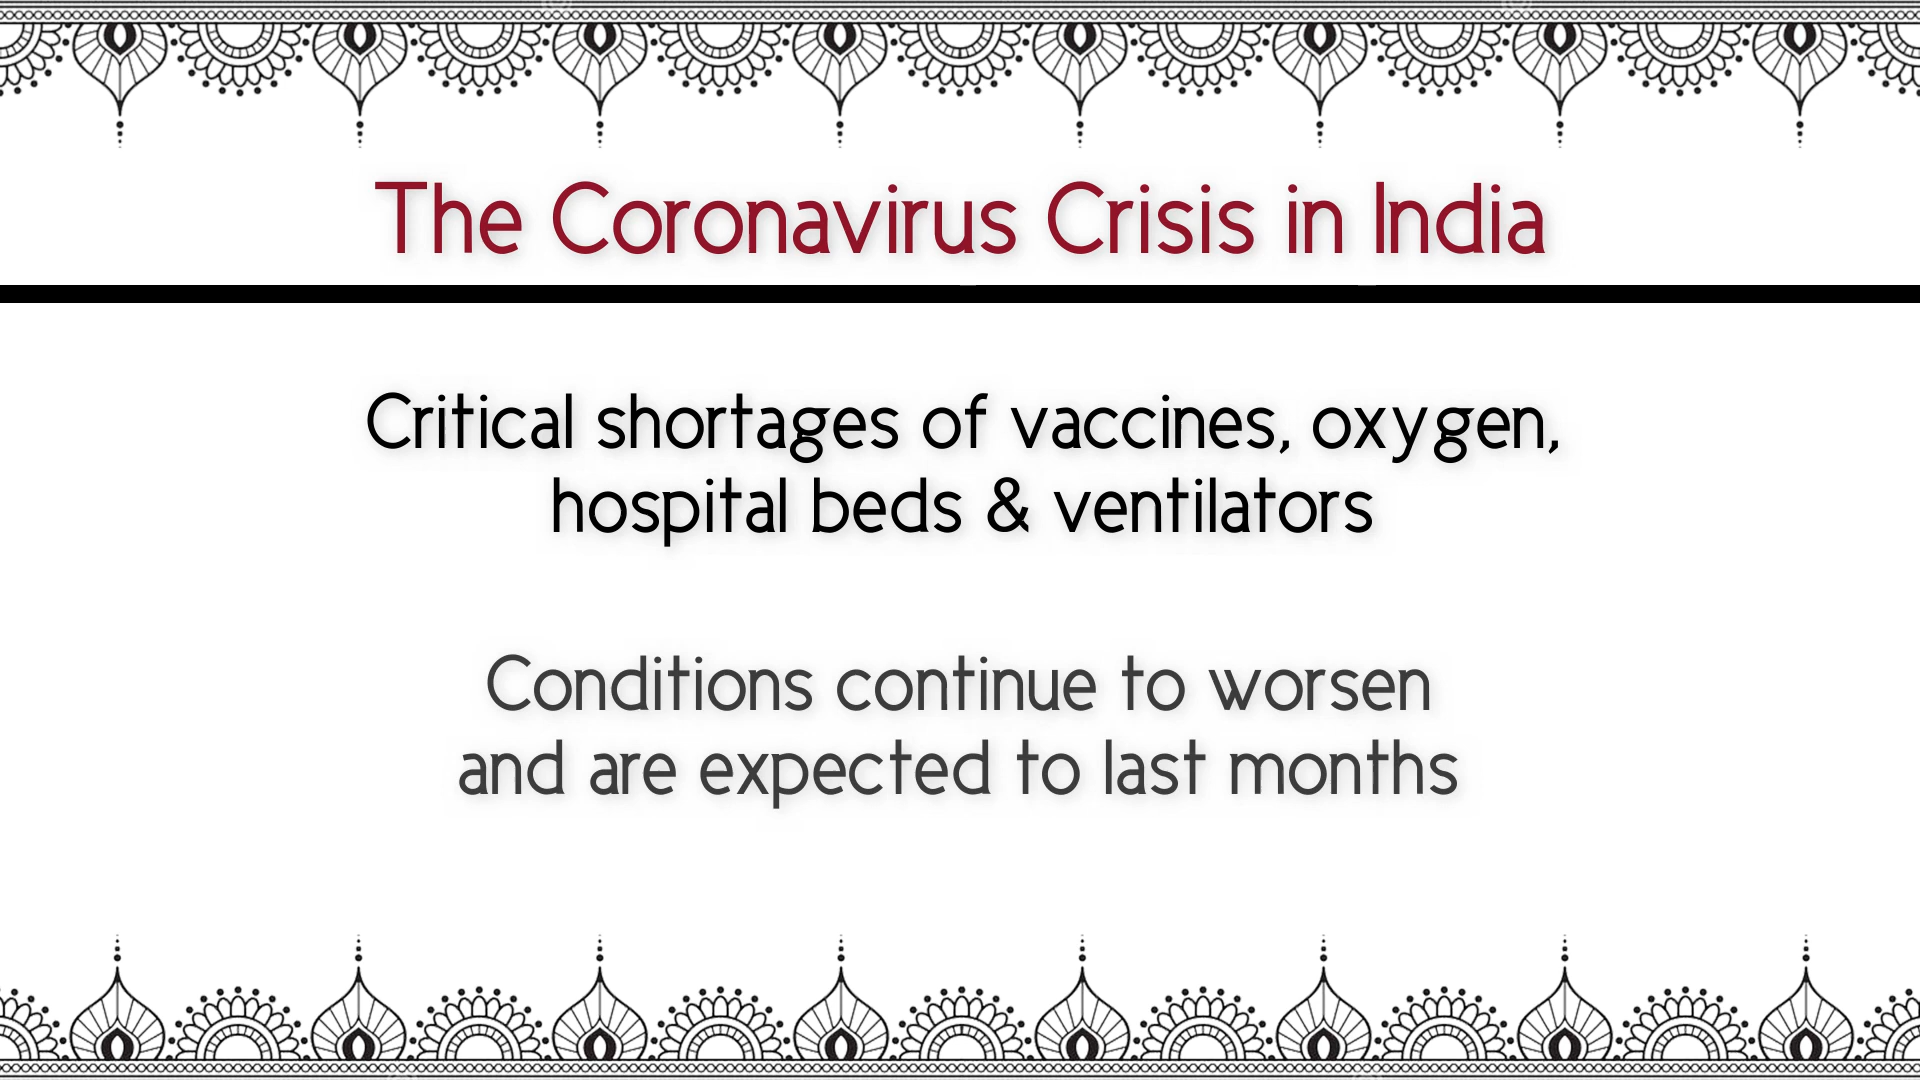 The Coronavirus Crisis in India
Critical shortages of vaccines, oxygen,
hospital beds & ventilators
Conditions continue to worsen
and are expected to last months